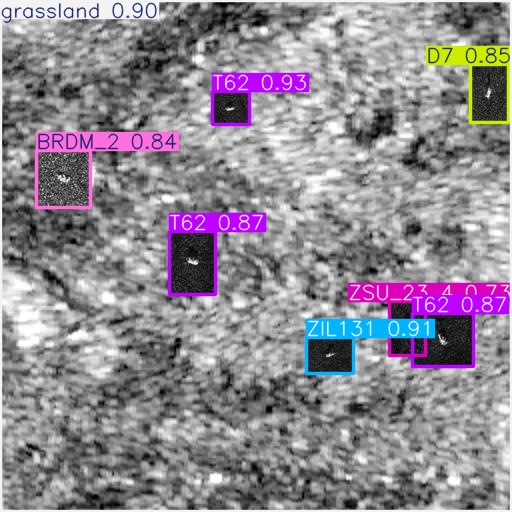 grassland 0.90
D7 0.85
T62 0.93
BRDM_2 0.84
T62 0.87
ZSU_23_4 0.73
T62 0.87
ZIL131 0.91